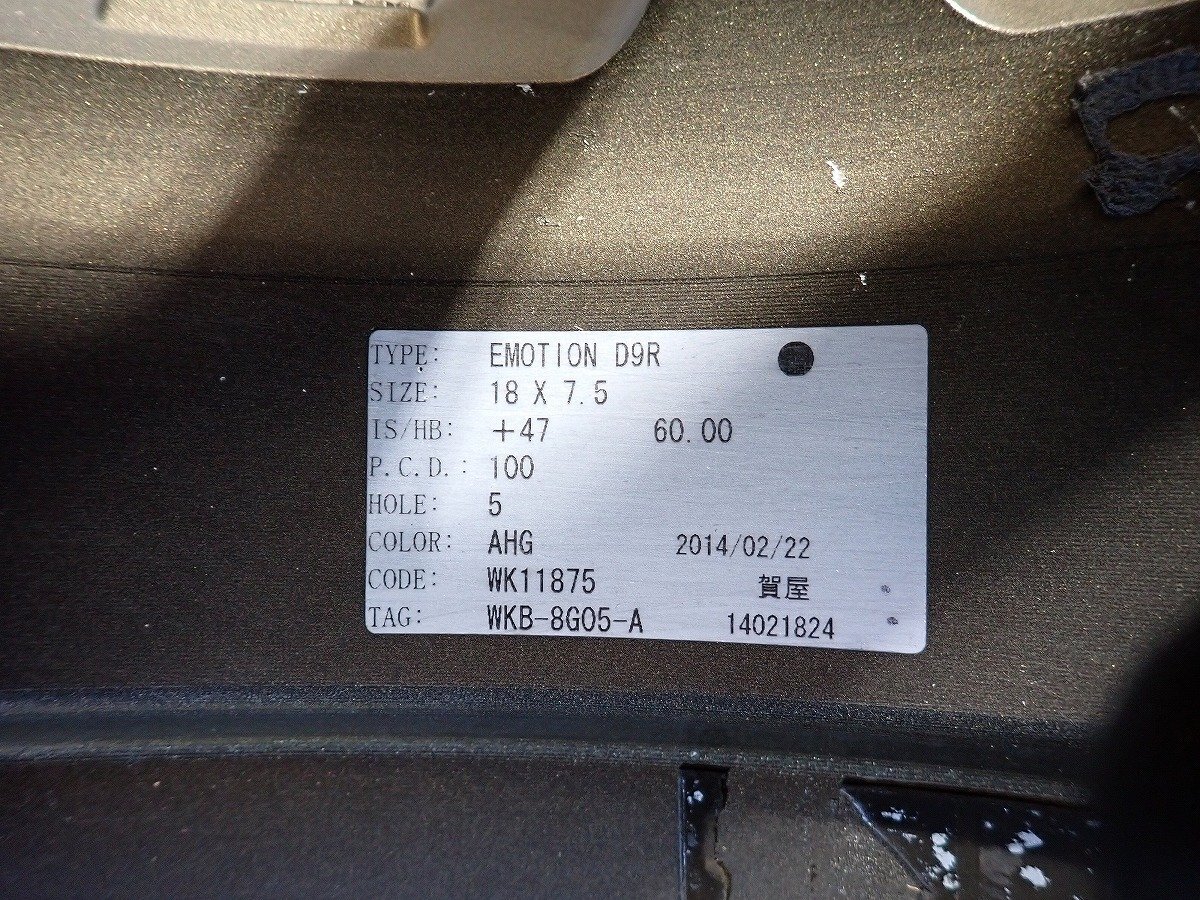 TYPE: EMOTION D9R
SIZE: 18 X 7.5
IS/HB: +47 60.00
P.C.D.: 100
HOLE: 5
COLOR: AHG 2014/02/22
CODE: WK11875 賀屋
TAG: WKB-8G05-A 14021824